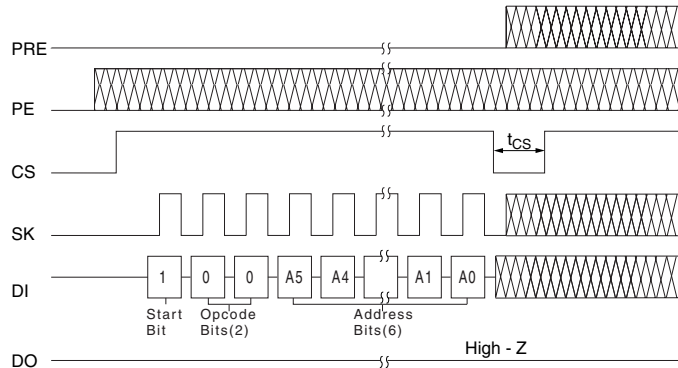 PRE
PE
CS
tCS
SK
DI
1 0 0 A5 A4 A1 A0
Start Bit
Opcode Bits(2)
Address Bits(6)
DO
High - Z